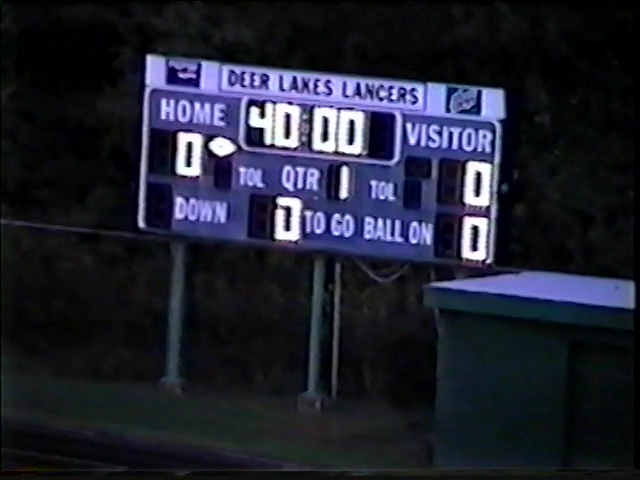 DEER LAKES LANCERS
HOME 40:00 VISITOR
0 TOL QTR 1 TOL 0
DOWN 0 TO GO BALL ON 0